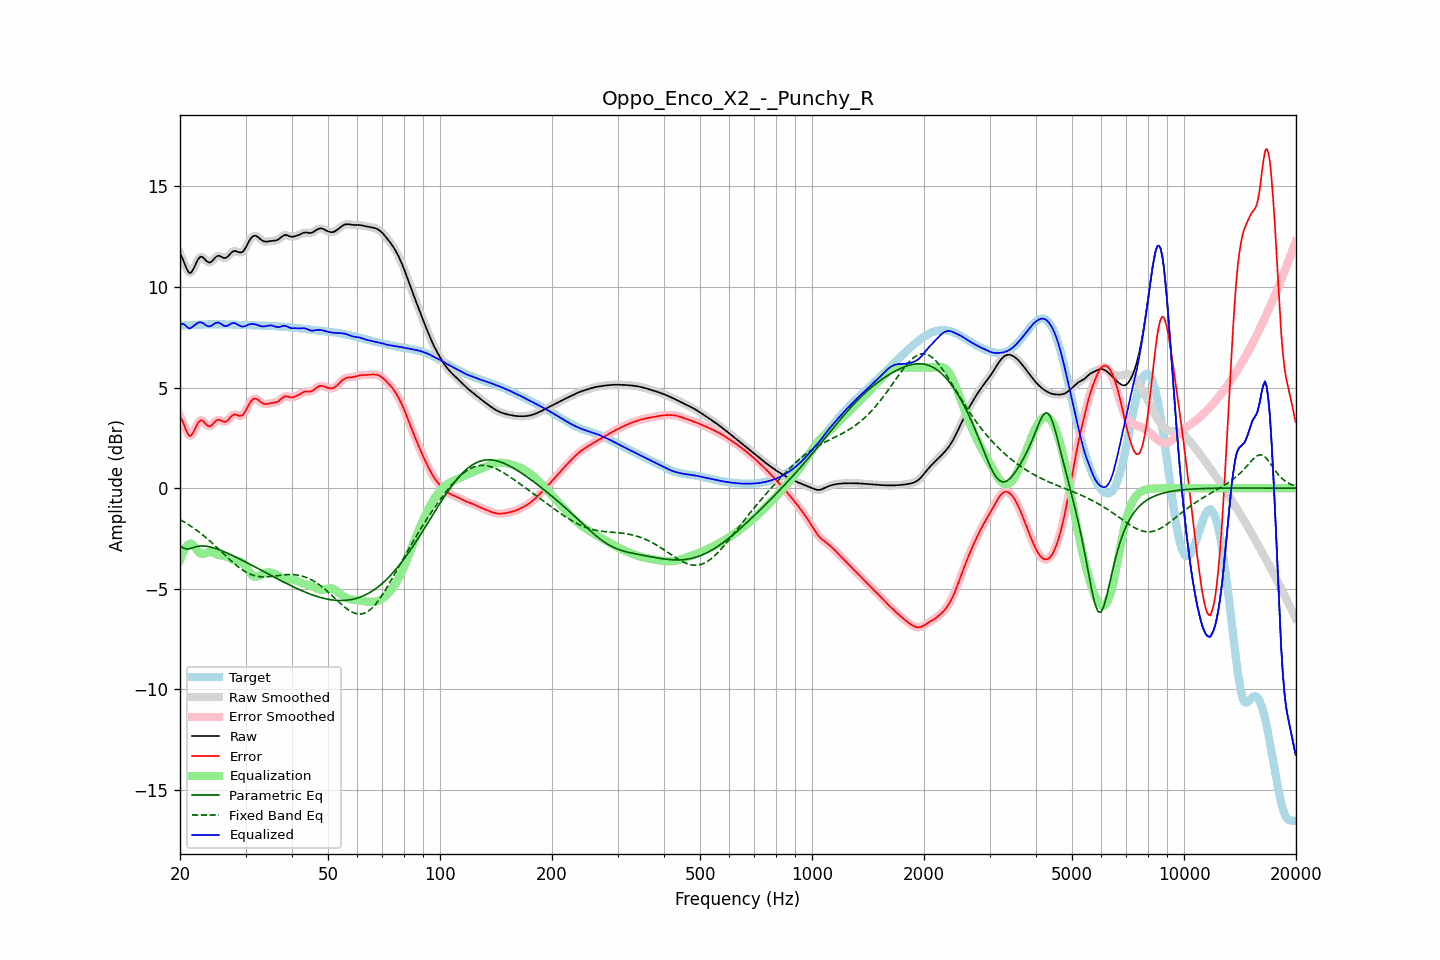 Oppo_Enco_X2_-_Punchy_R
Amplitude (dBr)
15
10
5
0
−5
−10
−15
Target
Raw Smoothed
Error Smoothed
Raw
Error
Equalization
Parametric Eq
Fixed Band Eq
Equalized
20 50 100 200 500 1000 2000 5000 10000 20000
Frequency (Hz)